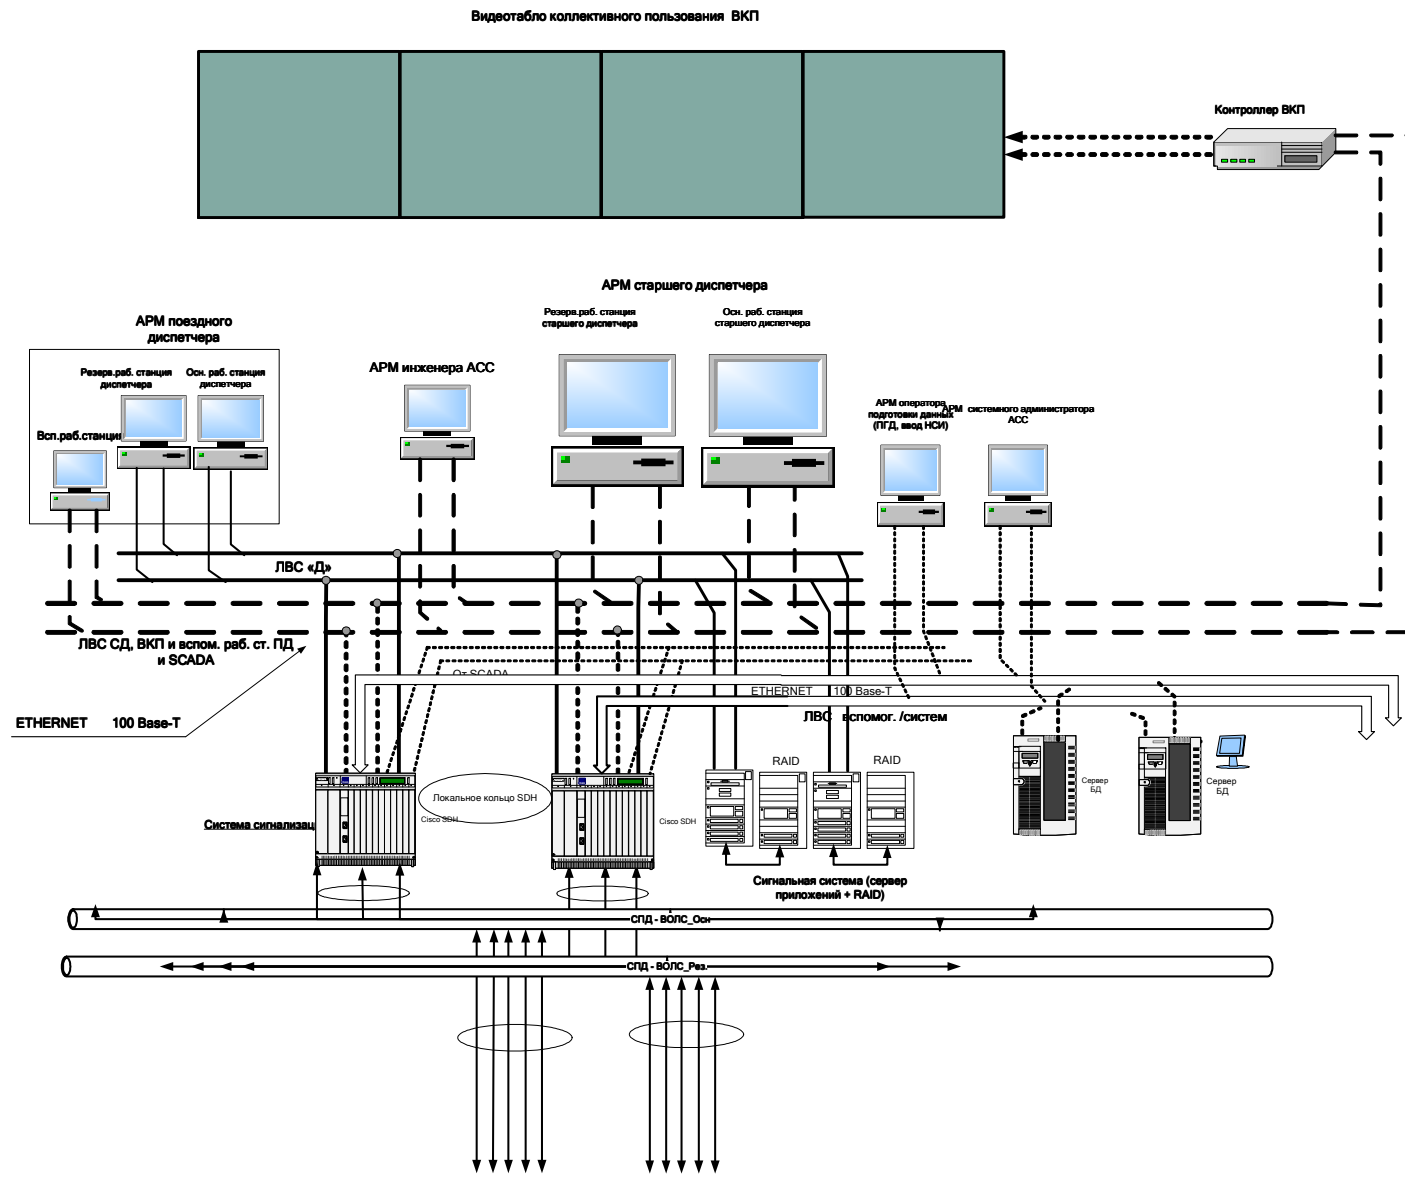 Видеотабло коллективного пользования ВКП
Контроллер ВКП
АРМ старшего диспетчера
Резерв.раб. станция
старшего диспетчера
Осн. раб. станция
старшего диспетчера
АРМ поездного
диспетчера
Резерв.раб. станция
диспетчера
Осн. раб. станция
диспетчера
Всп.раб.станция
АРМ инженера АСС
АРМ оператора
подготовки данных
(ПГД, ввод НСИ)
АРМ системного администратора
АСС
ЛВС «Д»
ЛВС СД, ВКП и вспом. раб. ст. ПД
и SCADA
От SCADA
ETHERNET 100 Base-T
ETHERNET 100 Base-T
ЛВС вспомог. /систем
RAID
RAID
Локальное кольцо SDH
Cisco SDH
Cisco SDH
Система сигнализац
Сервер
БД
Сервер
БД
Сигнальная система (сервер
приложений + RAID)
СПД - ВОЛС_Осн
СПД - ВОЛС_Рез.